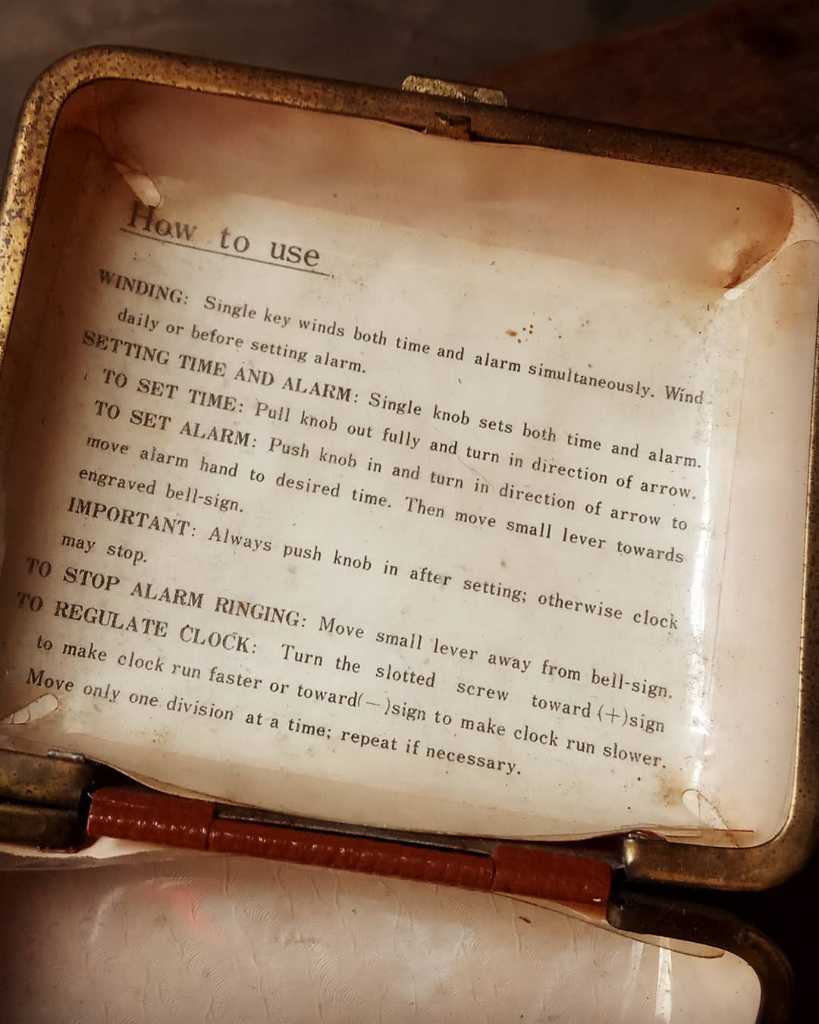 How to use
WINDING: Single key winds both time and alarm simultaneously. Wind
daily or before setting alarm.
SETTING TIME AND ALARM: Single knob sets both time and alarm.
TO SET TIME: Pull knob out fully and turn in direction of arrow.
TO SET ALARM: Push knob in and turn in direction of arrow to
move alarm hand to desired time. Then move small lever towards
engraved bell-sign.
IMPORTANT: Always push knob in after setting; otherwise clock
may stop.
TO STOP ALARM RINGING: Move small lever away from bell-sign.
TO REGULATE CLOCK: Turn the slotted screw toward (+)sign
to make clock run faster or toward(—)sign to make clock run slower.
Move only one division at a time; repeat if necessary.